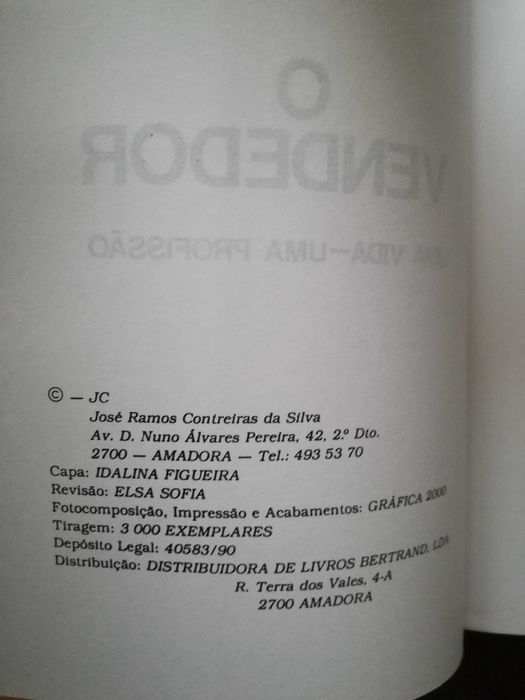 O
VENDEDOR
UMA VIDA—UMA PROFISSÃO
© — JC
José Ramos Contreiras da Silva
Av. D. Nuno Álvares Pereira, 42, 2.º Dto.
2700 — AMADORA — Tel.: 493 53 70
Capa: IDALINA FIGUEIRA
Revisão: ELSA SOFIA
Fotocomposição, Impressão e Acabamentos: GRÁFICA 2000
Tiragem: 3 000 EXEMPLARES
Depósito Legal: 40583/90
Distribuição: DISTRIBUIDORA DE LIVROS BERTRAND, LDA
R. Terra dos Vales, 4-A
2700 AMADORA